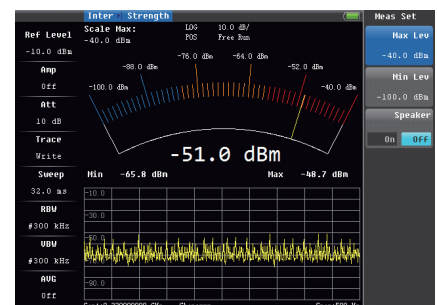 Inter ▸ Strength
Meas Set
Ref Level
-10.0 dBm
Scale Max:
-40.0 dBm
LOG 10.0 dB/
POS Free Run
Max Lev
-40.0 dBm
-76.0 dBm -64.0 dBm
-88.0 dBm -52.0 dBm
-100.0 dBm -40.0 dBm
Amp
Off
Min Lev
-100.0 dBm
Att
10 dB
Speaker
On Off
Trace
Write
-51.0 dBm
Sweep
32.0 ms
Min -65.8 dBm Max -48.7 dBm
RBW
#300 kHz
-10.0
-30.0
VBW
#300 kHz
-50.0
AVG
Off
-90.0